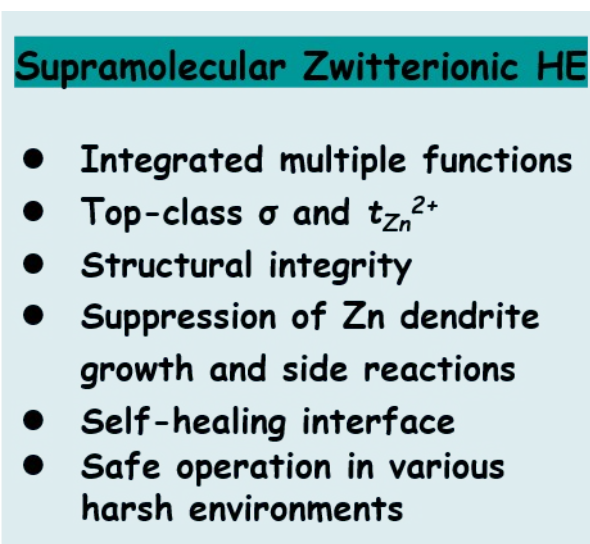 Supramolecular Zwitterionic HE
● Integrated multiple functions
● Top-class σ and t_Zn²⁺
● Structural integrity
● Suppression of Zn dendrite
growth and side reactions
● Self-healing interface
● Safe operation in various
harsh environments